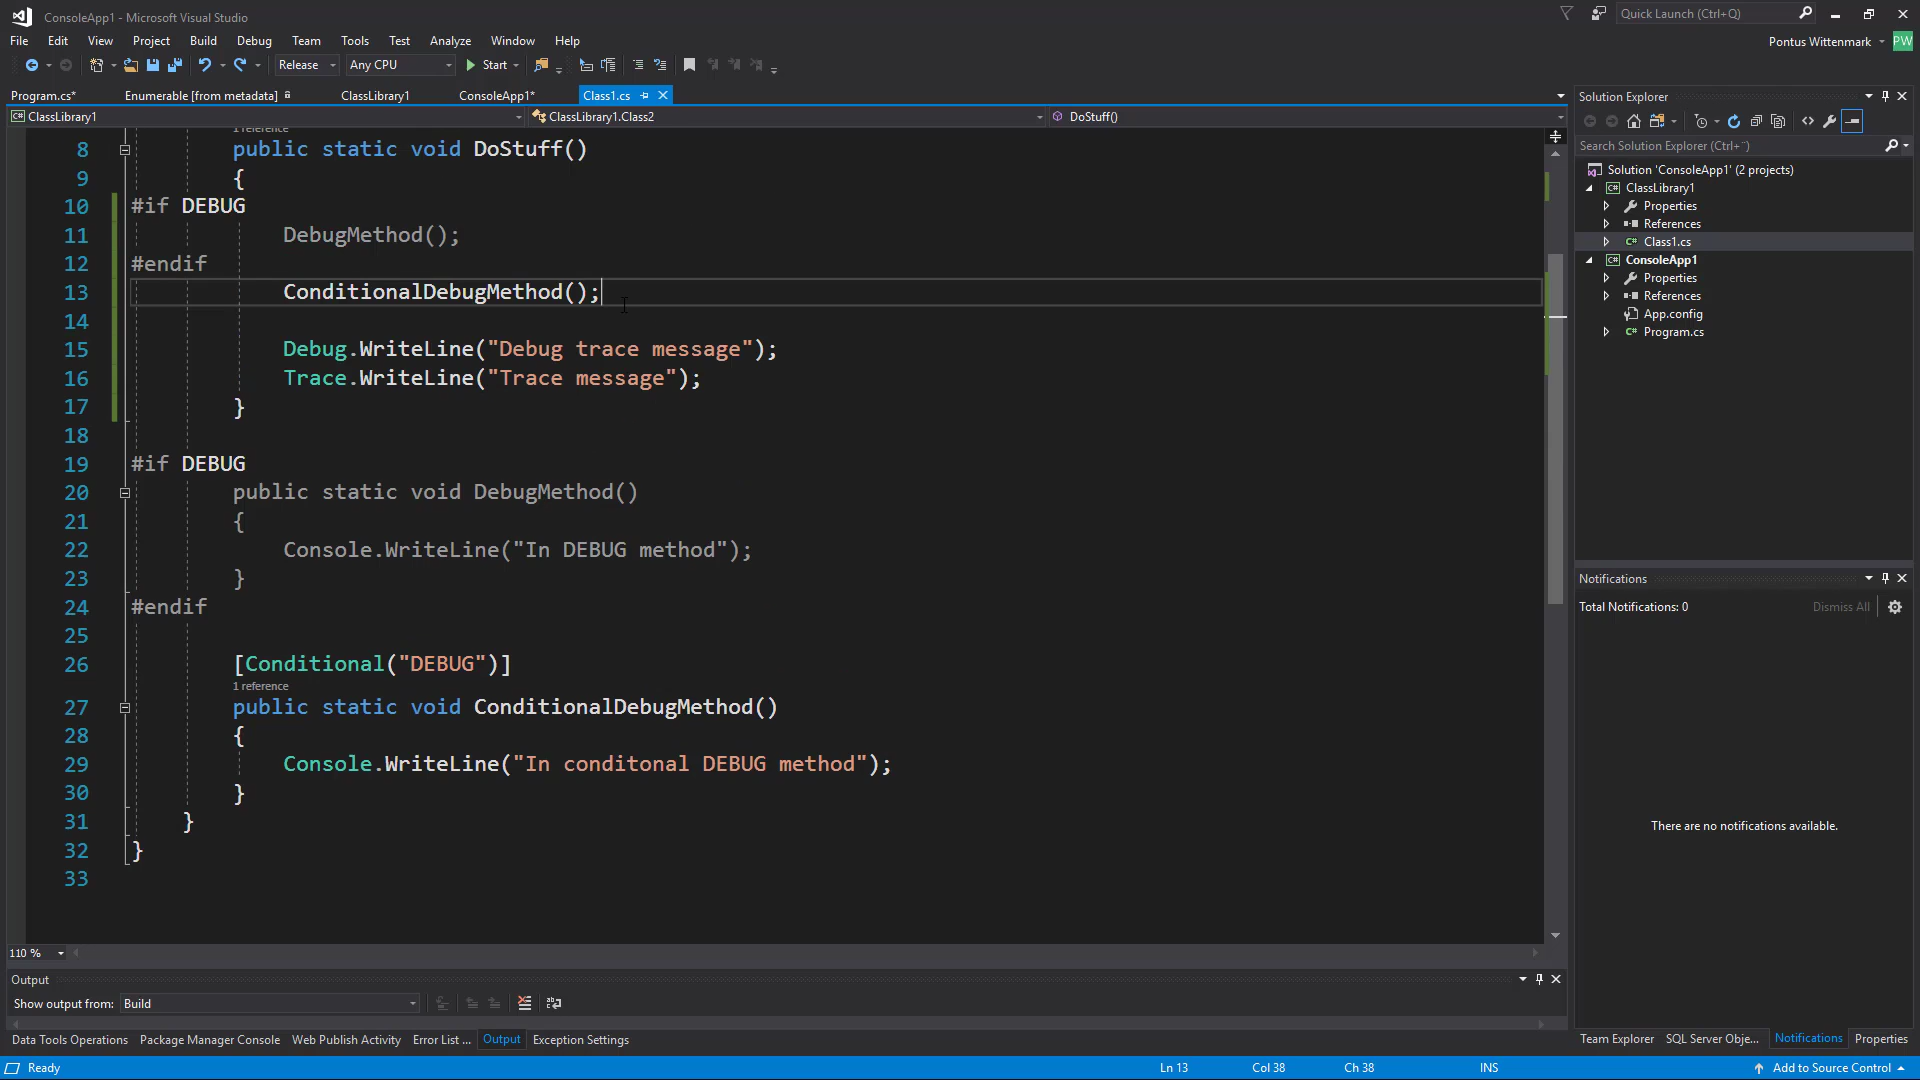 ConsoleApp1 - Microsoft Visual Studio
Quick Launch (Ctrl+Q)
File Edit View Project Build Debug Team Tools Test Analyze Window Help
Pontus Wittenmark PW
Release Any CPU Start
Program.cs* Enumerable [from metadata] ClassLibrary1 ConsoleApp1* Class1.cs
ClassLibrary1 ClassLibrary1.Class2 DoStuff()
1 reference
8 public static void DoStuff()
9 {
10 #if DEBUG
11 DebugMethod();
12 #endif
13 ConditionalDebugMethod();
14
15 Debug.WriteLine("Debug trace message");
16 Trace.WriteLine("Trace message");
17 }
18
19 #if DEBUG
20 public static void DebugMethod()
21 {
22 Console.WriteLine("In DEBUG method");
23 }
24 #endif
25
26 [Conditional("DEBUG")]
1 reference
27 public static void ConditionalDebugMethod()
28 {
29 Console.WriteLine("In conditonal DEBUG method");
30 }
31 }
32 }
33
110 %
Output
Show output from: Build
Data Tools Operations Package Manager Console Web Publish Activity Error List ... Output Exception Settings
Solution Explorer
Search Solution Explorer (Ctrl+¨)
Solution 'ConsoleApp1' (2 projects)
C# ClassLibrary1
Properties
References
C# Class1.cs
C# ConsoleApp1
Properties
References
App.config
C# Program.cs
Notifications
Total Notifications: 0 Dismiss All
There are no notifications available.
Team Explorer SQL Server Obje... Notifications Properties
Ready Ln 13 Col 38 Ch 38 INS Add to Source Control